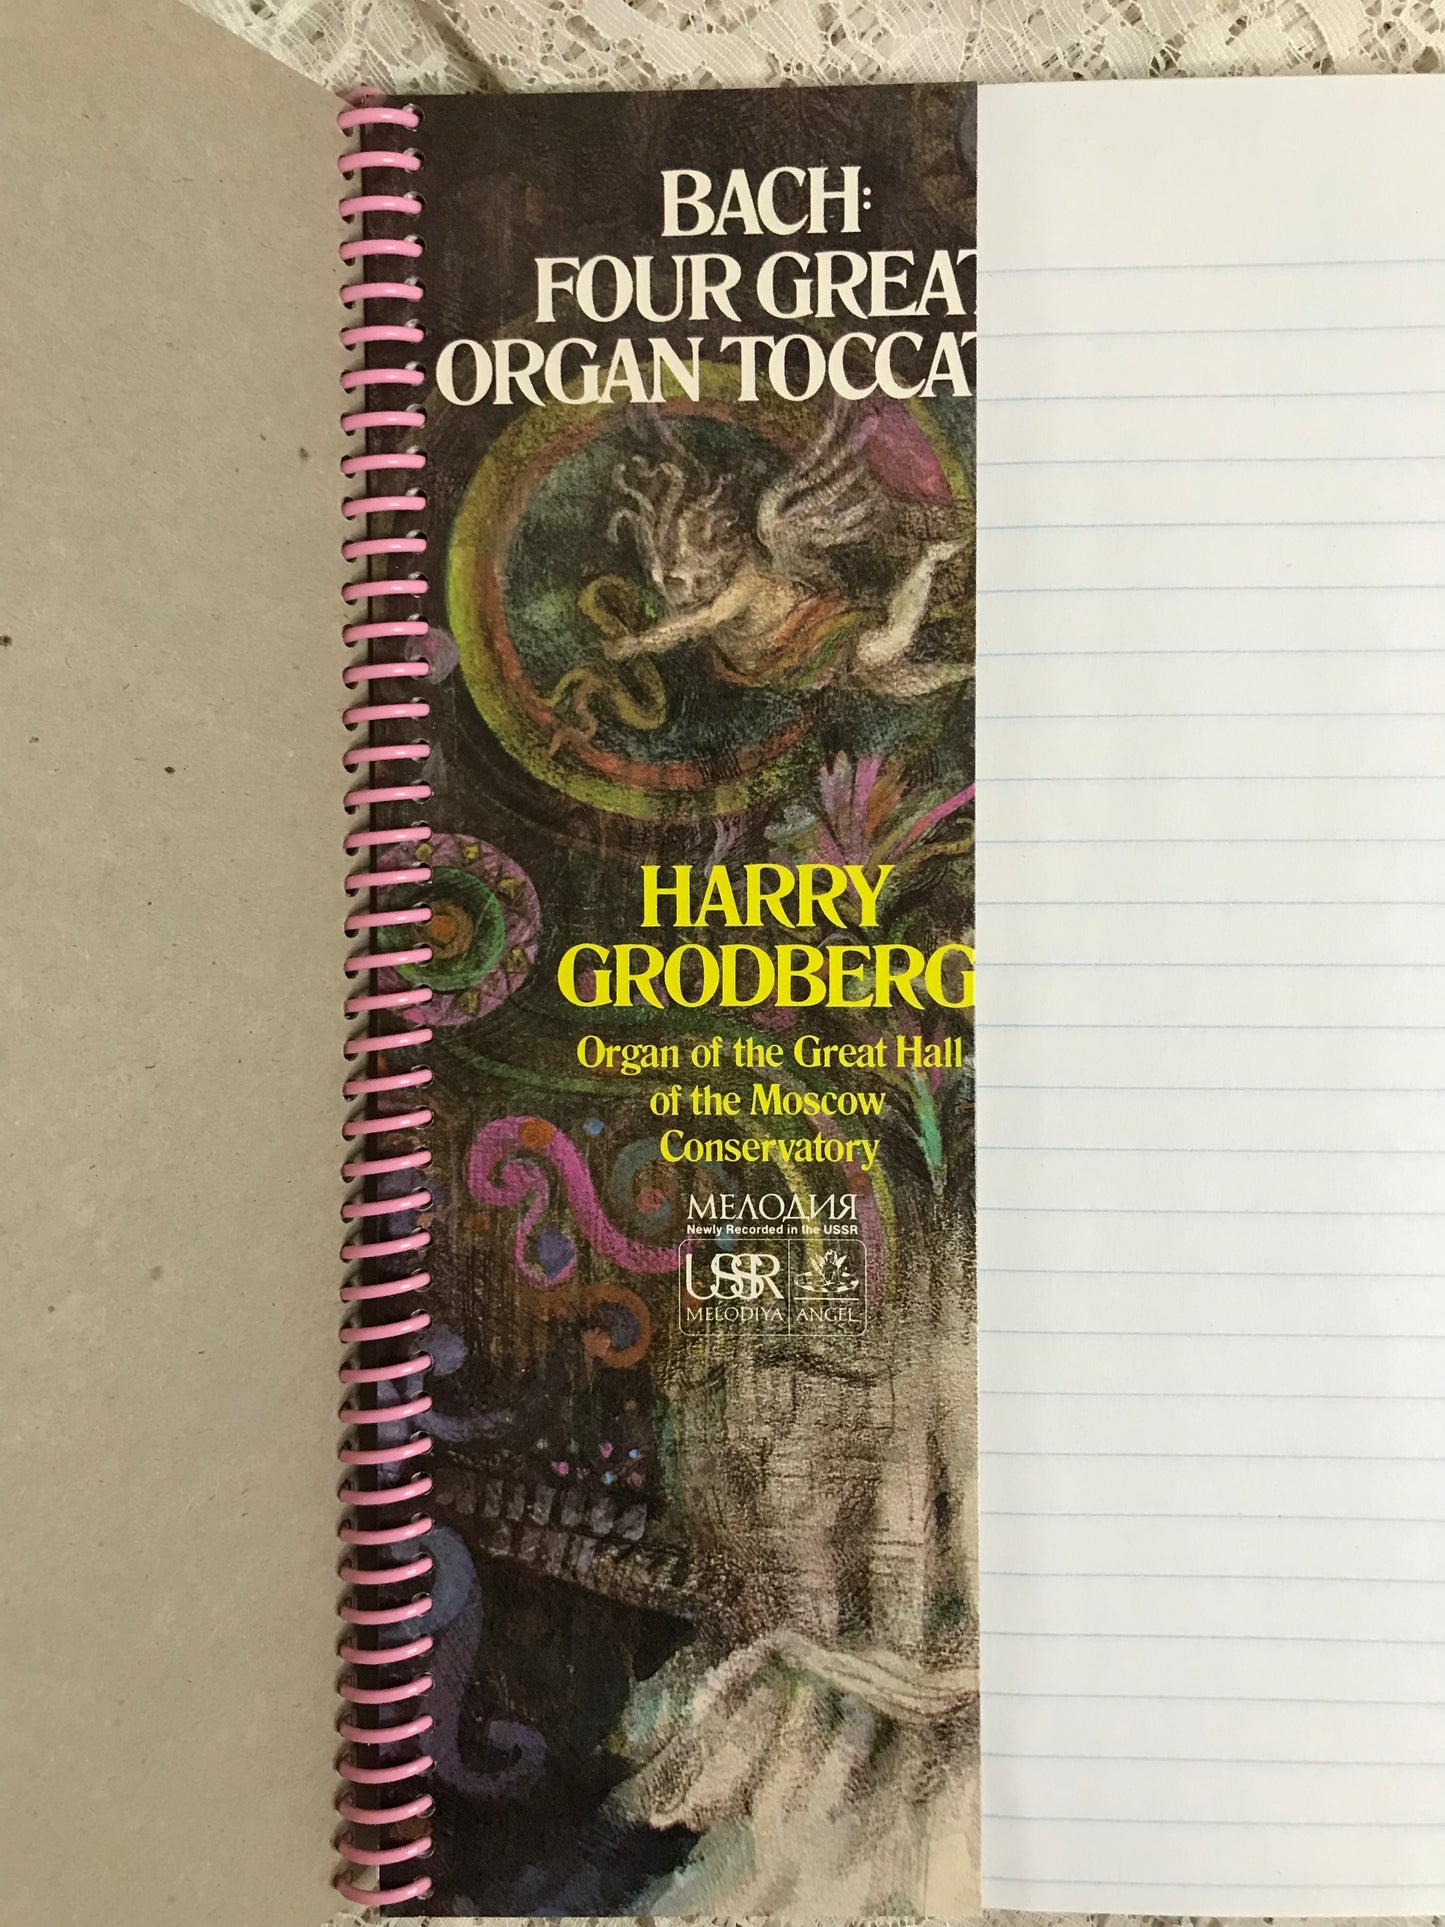 BACH:
FOUR GREAT
ORGAN TOCCAT
HARRY
GRODBERG
Organ of the Great Hall
of the Moscow
Conservatory
МЕЛОДИЯ
Newly Recorded in the USSR
USSR
MELODIYA ANGEL